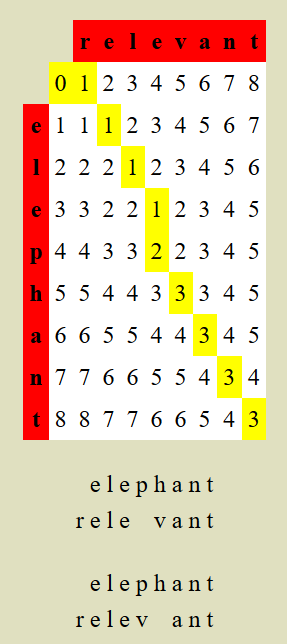 r e l e v a n t
0 1 2 3 4 5 6 7 8
e 1 1 1 2 3 4 5 6 7
l 2 2 2 1 2 3 4 5 6
e 3 3 2 2 1 2 3 4 5
p 4 4 3 3 2 2 3 4 5
h 5 5 4 4 3 3 3 4 5
a 6 6 5 5 4 4 3 4 5
n 7 7 6 6 5 5 4 3 4
t 8 8 7 7 6 6 5 4 3
elephant
rele vant
elephant
relev ant